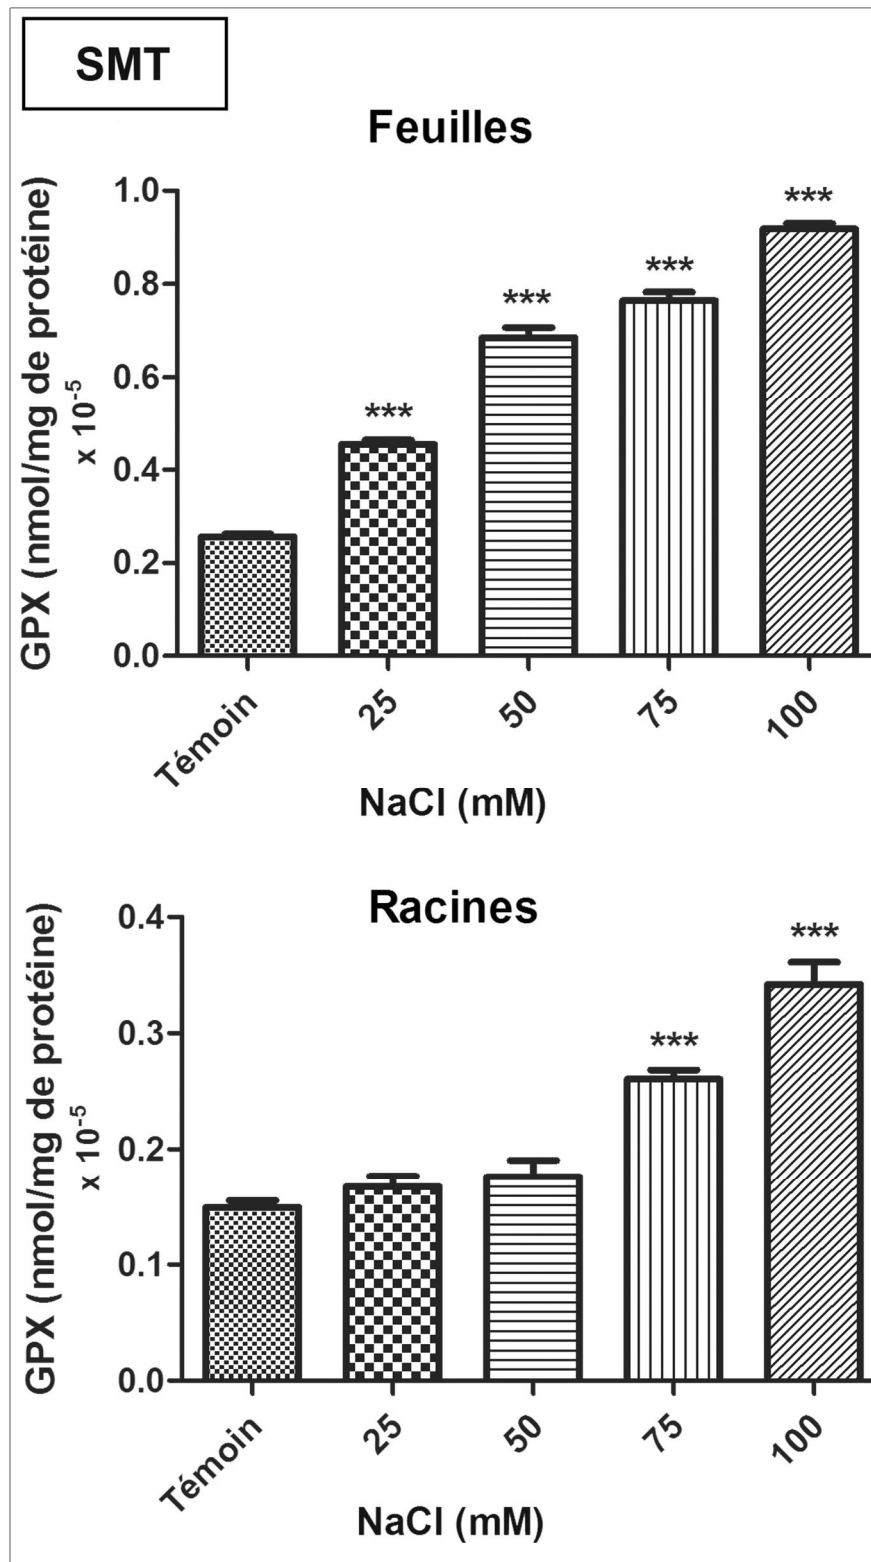 SMT
Feuilles
GPX (nmol/mg de protéine)
x 10-5
1.0
0.8
0.6
0.4
0.2
0.0
***
***
***
***
Témoin
25
50
75
100
NaCl (mM)
Racines
GPX (nmol/mg de protéine)
x 10-5
0.4
0.3
0.2
0.1
0.0
***
***
Témoin
25
50
75
100
NaCl (mM)